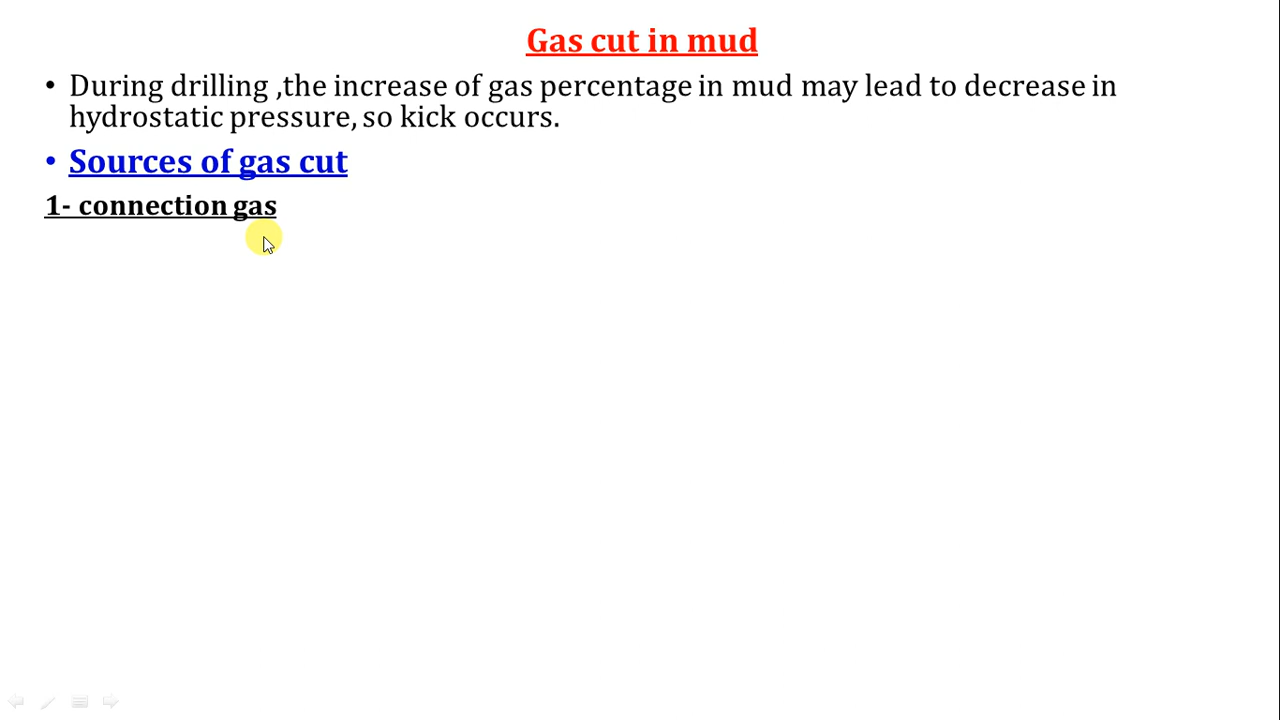 Gas cut in mud
• During drilling ,the increase of gas percentage in mud may lead to decrease in
hydrostatic pressure, so kick occurs.
• Sources of gas cut
1- connection gas